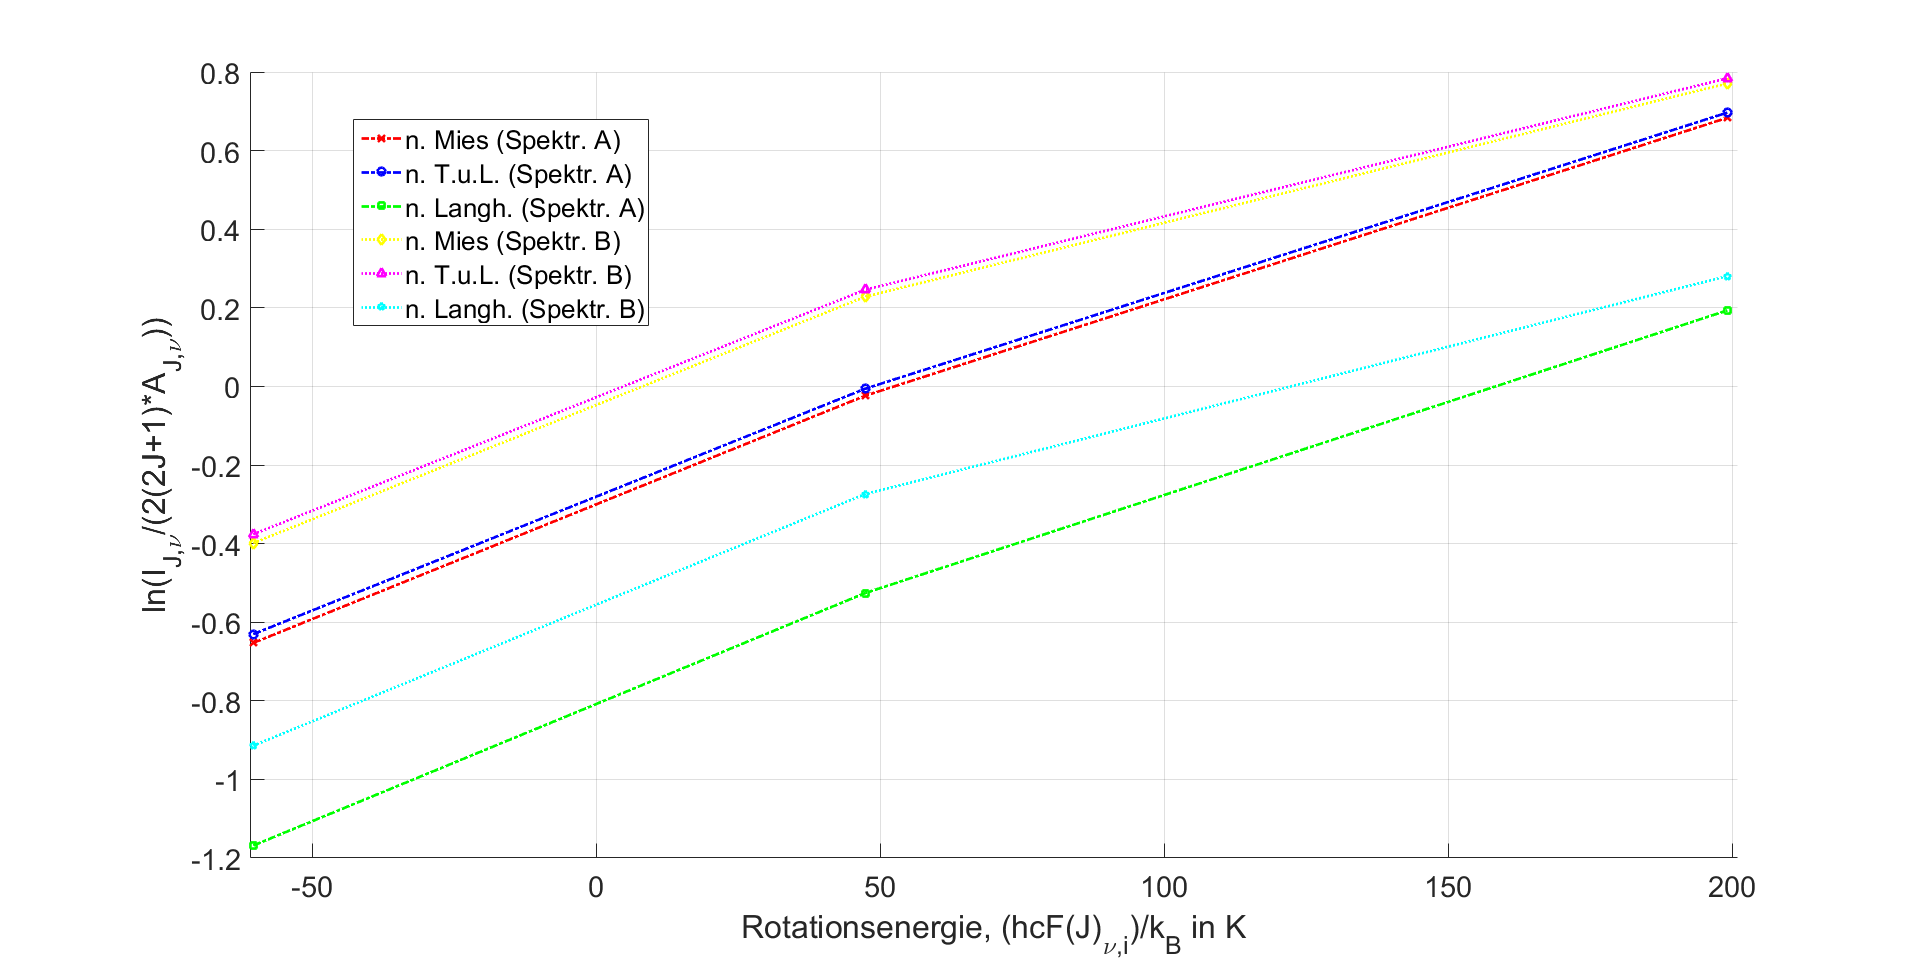 0.8
0.6
0.4
0.2
0
-0.2
-0.4
-0.6
-0.8
-1
-1.2
ln(I_{J,ν}/(2(2J+1)*A_{J,ν}))
n. Mies (Spektr. A)
n. T.u.L. (Spektr. A)
n. Langh. (Spektr. A)
n. Mies (Spektr. B)
n. T.u.L. (Spektr. B)
n. Langh. (Spektr. B)
-50 0 50 100 150 200
Rotationsenergie, (hcF(J)_{ν,i})/k_B in K